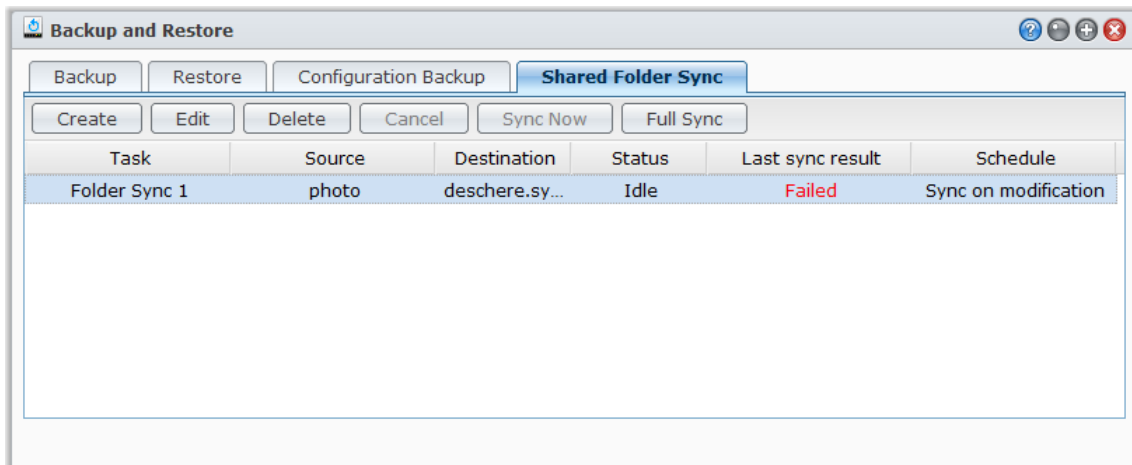 Backup and Restore
Backup Restore Configuration Backup Shared Folder Sync
Create Edit Delete Cancel Sync Now Full Sync
Task Source Destination Status Last sync result Schedule
Folder Sync 1 photo deschere.sy... Idle Failed Sync on modification